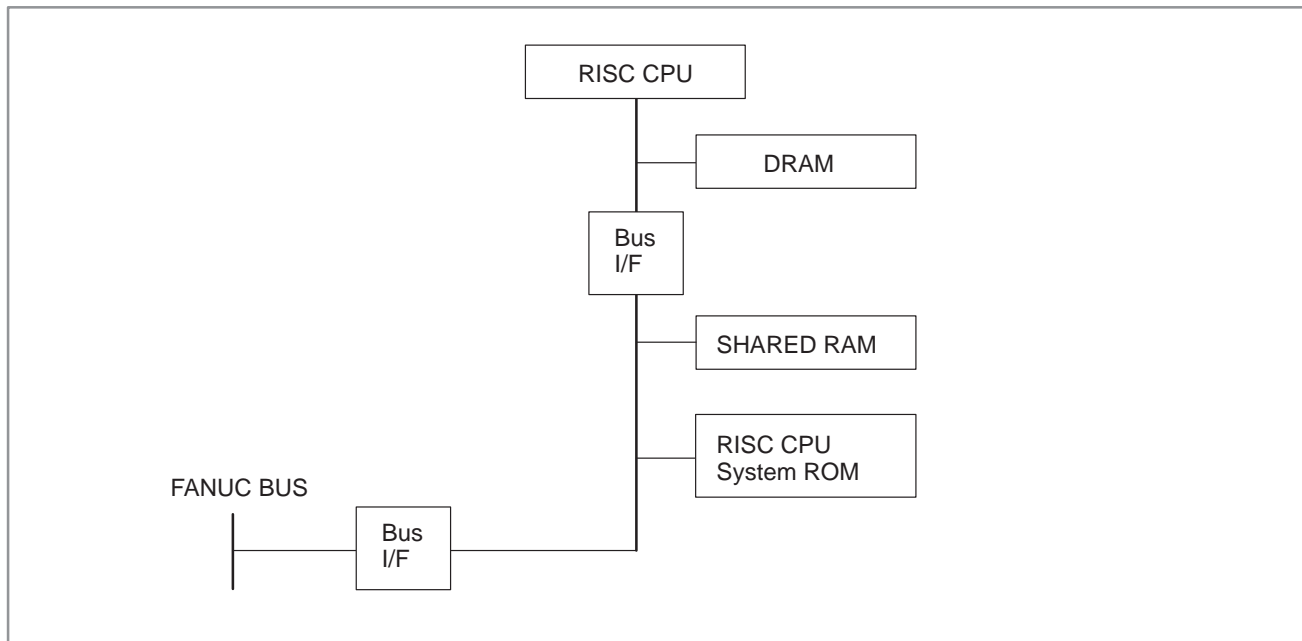 RISC CPU
DRAM
Bus
I/F
SHARED RAM
RISC CPU
System ROM
FANUC BUS
Bus
I/F